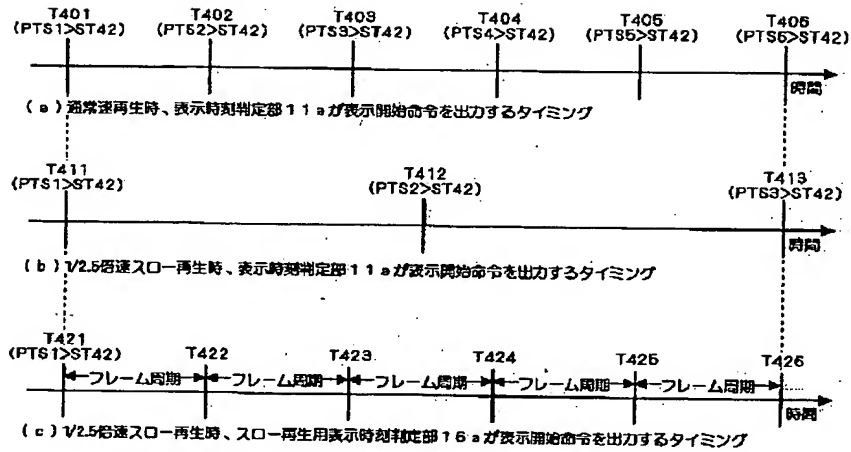 T401 T402 T403 T404 T405 T406
(PTS1>ST42) (PTS2>ST42) (PTS3>ST42) (PTS4>ST42) (PTS5>ST42) (PTS6>ST42)
時間
(a)通常速再生時、表示時刻判定部11aが表示開始命令を出力するタイミング
T411 T412 T413
(PTS1>ST42) (PTS2>ST42) (PTS3>ST42)
時間
(b)1/2.5倍速スロー再生時、表示時刻判定部11aが表示開始命令を出力するタイミング
T421 T422 T423 T424 T425 T426
(PTS1>ST42)
フレーム周期 フレーム周期 フレーム周期 フレーム周期 フレーム周期
時間
(c)1/2.5倍速スロー再生時、スロー再生用表示時刻判定部16aが表示開始命令を出力するタイミング